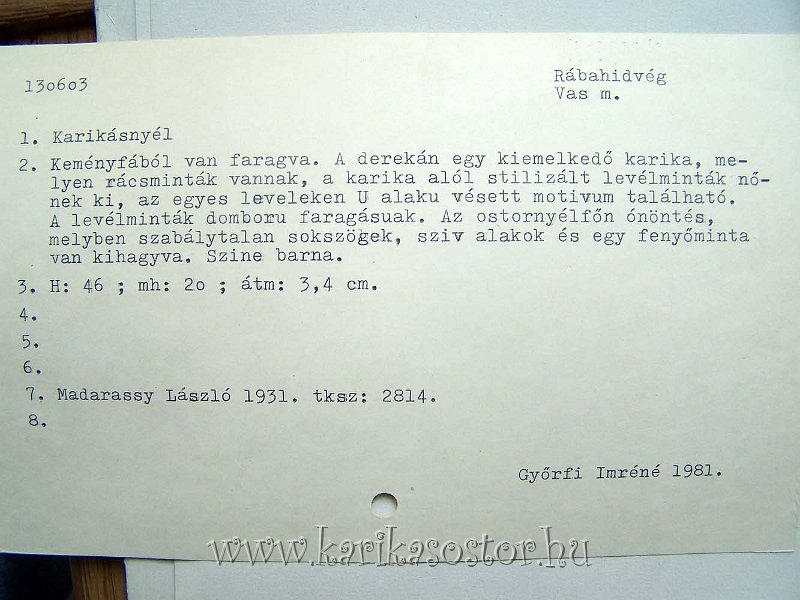 13o6o3
Rábahidvég
Vas m.
1. Karikásnyél
2. Keményfából van faragva. A derekán egy kiemelkedő karika, me-
lyen rácsminták vannak, a karika alól stilizált levélminták nő-
nek ki, az egyes leveleken U alaku vésett motivum található.
A levélminták domboru faragásuak. Az ostornyélfőn ónöntés,
melyben szabálytalan sokszögek, sziv alakok és egy fenyőminta
van kihagyva. Szine barna.
3. H: 46 ; mh: 2o ; átm: 3,4 cm.
4.
5.
6.
7. Madarassy László 1931. tksz: 2814.
8.
Győrfi Imréné 1981.
www.karikasostor.hu